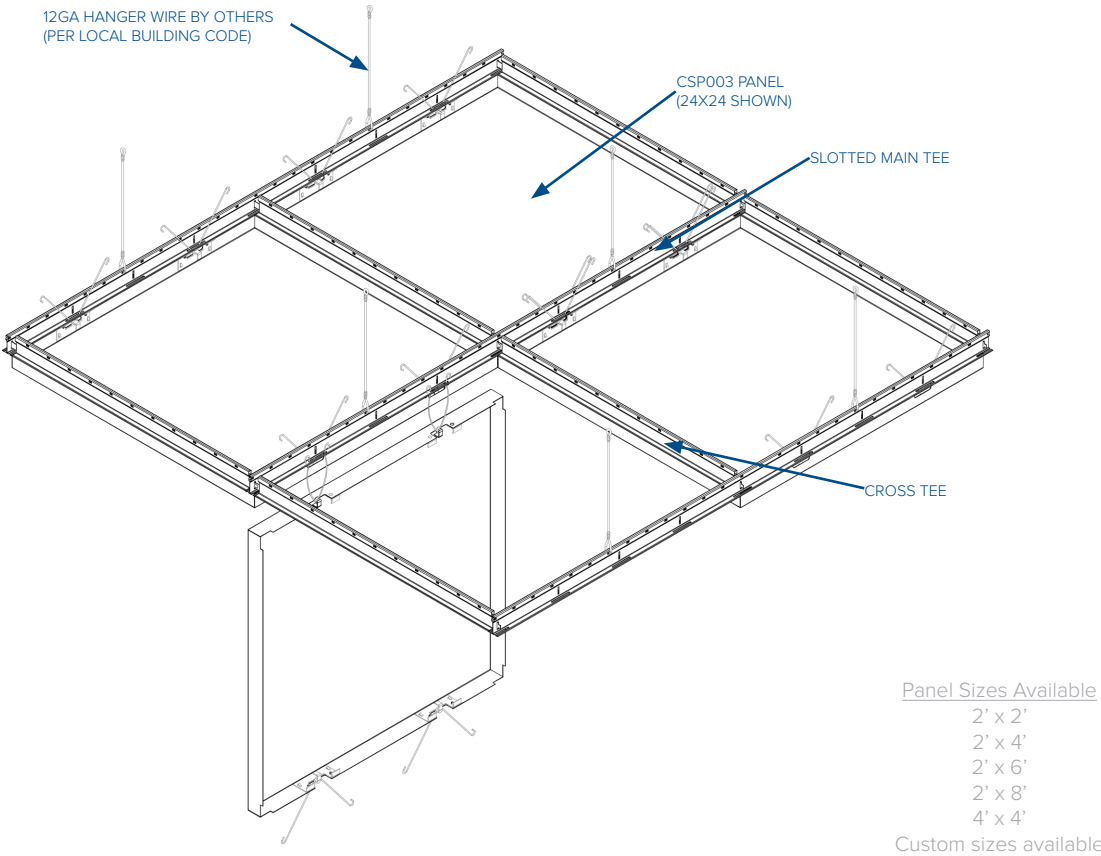 12GA HANGER WIRE BY OTHERS
(PER LOCAL BUILDING CODE)
CSP003 PANEL
(24X24 SHOWN)
SLOTTED MAIN TEE
CROSS TEE
Panel Sizes Available
2’ x 2’
2’ x 4’
2’ x 6’
2’ x 8’
4’ x 4’
Custom sizes available